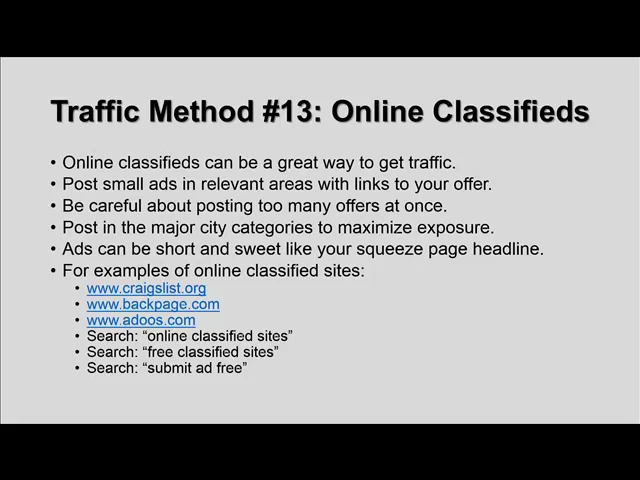 Traffic Method #13: Online Classifieds
• Online classifieds can be a great way to get traffic.
• Post small ads in relevant areas with links to your offer.
• Be careful about posting too many offers at once.
• Post in the major city categories to maximize exposure.
• Ads can be short and sweet like your squeeze page headline.
• For examples of online classified sites:
• www.craigslist.org
• www.backpage.com
• www.adoos.com
• Search: “online classified sites”
• Search: “free classified sites”
• Search: “submit ad free”